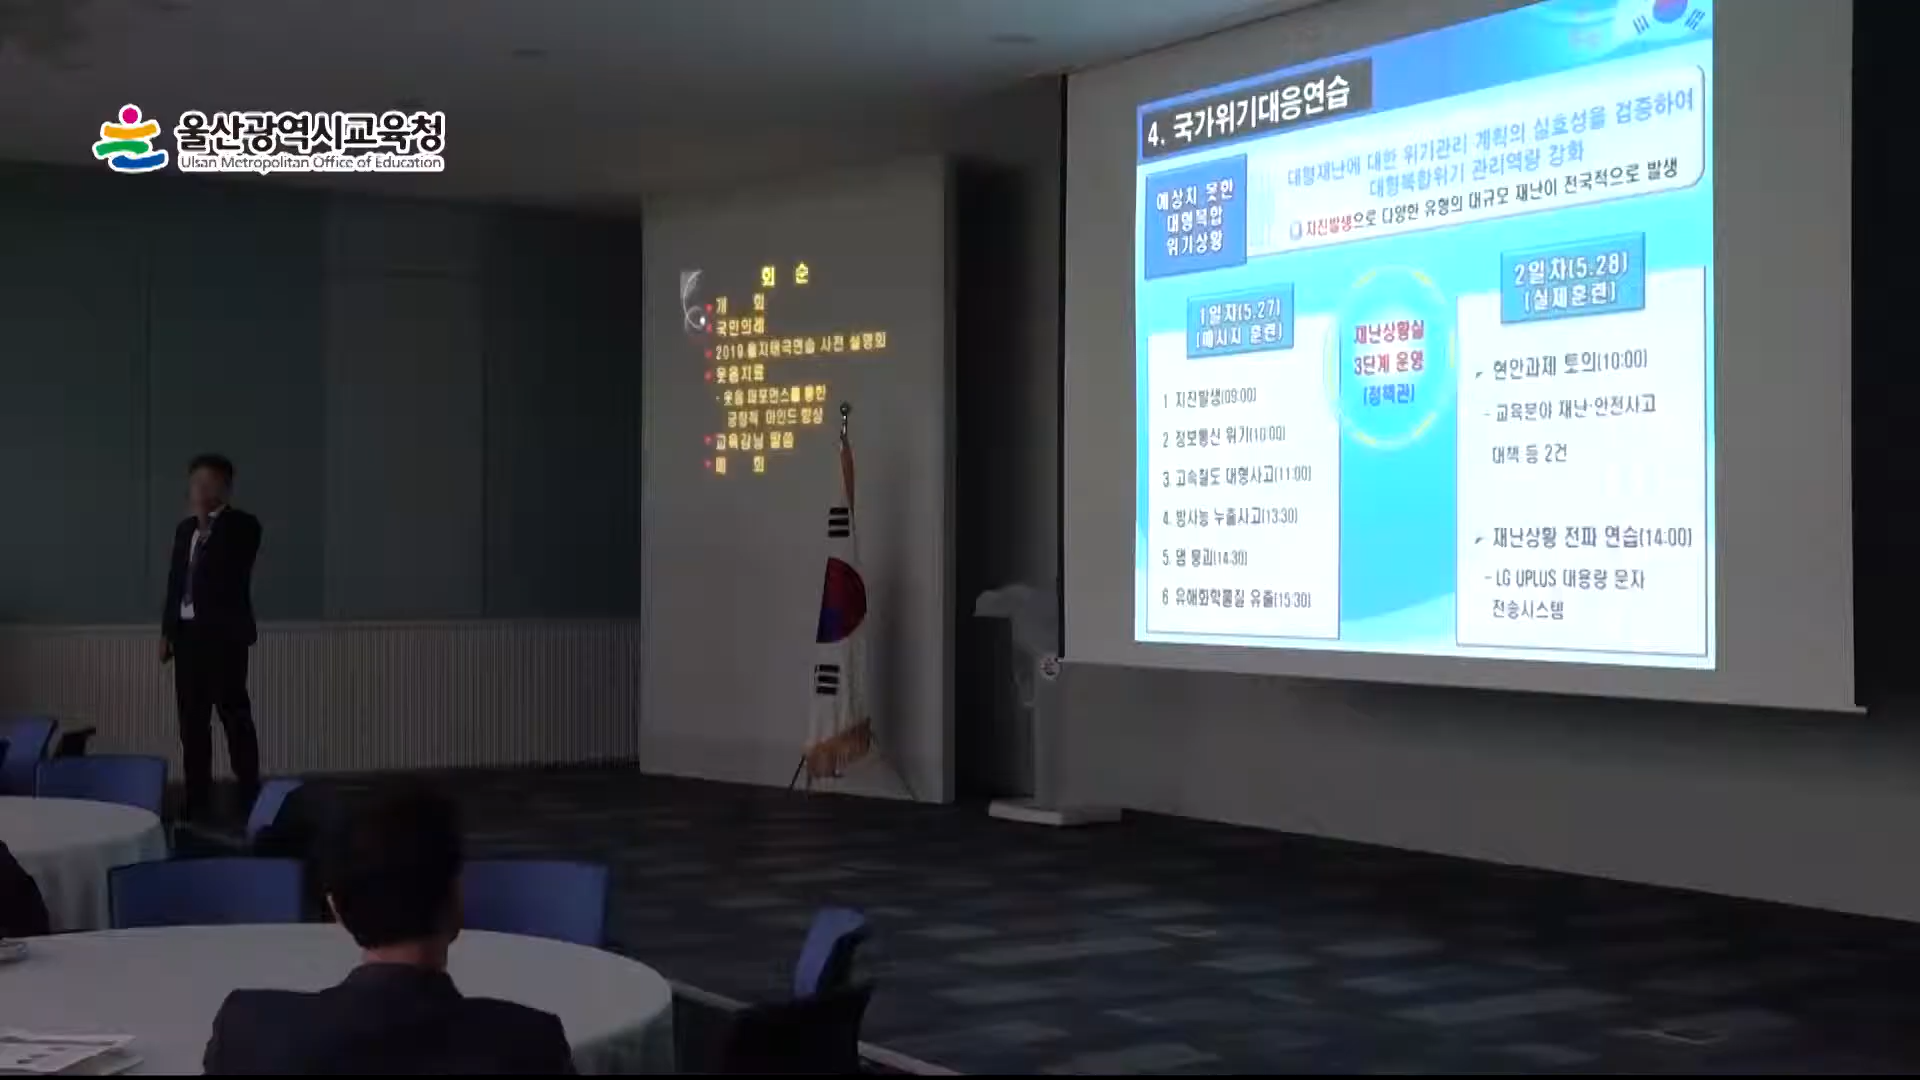 울산광역시교육청
Ulsan Metropolitan Office of Education
회 순
개 회
국민의례
2019 을지태극연습 사전 설명회
웃음치료
- 웃음 퍼포먼스를 통한
긍정적 마인드 향상
교육감님 말씀
폐 회
4. 국가위기대응연습
예상치 못한
대형복합
위기상황
대형재난에 대한 위기관리 계획의 실효성을 검증하여
대형복합위기 관리역량 강화
지진발생으로 다양한 유형의 대규모 재난이 전국적으로 발생
1일차(5.27)
(메시지 훈련)
1 지진발생(09:00)
2 정보통신 위기(10:00)
3. 고속철도 대형사고(11:00)
4. 방사능 누출사고(13:30)
5. 댐 붕괴(14:30)
6 유해화학물질 유출(15:30)
재난상황실
3단계 운영
(정책관)
2일차(5.28)
(실제훈련)
현안과제 토의(10:00)
- 교육분야 재난·안전사고
대책 등 2건
재난상황 전파 연습(14:00)
- LG UPLUS 대용량 문자
전송시스템